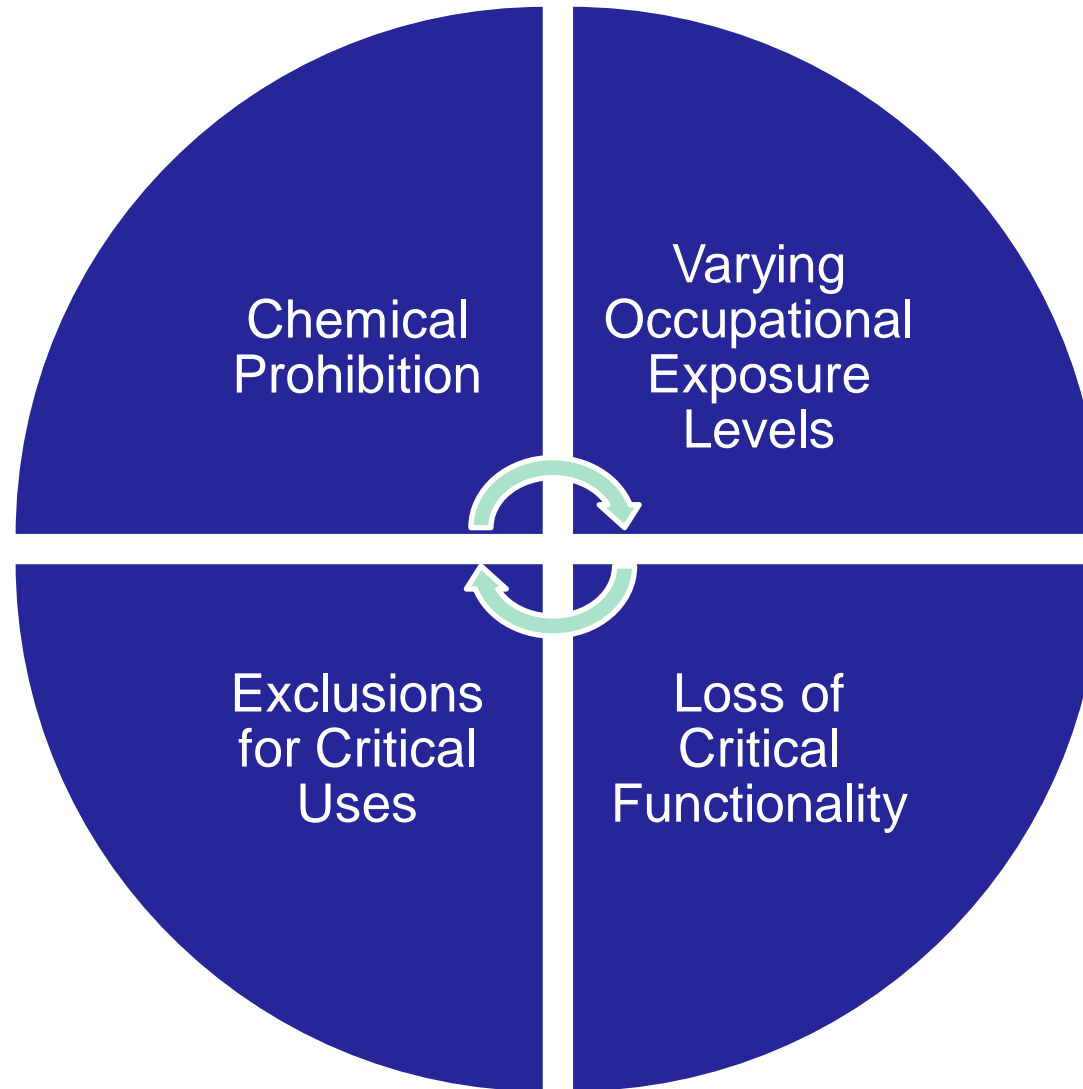 Chemical
Prohibition
Varying
Occupational
Exposure
Levels
Exclusions
for Critical
Uses
Loss of
Critical
Functionality